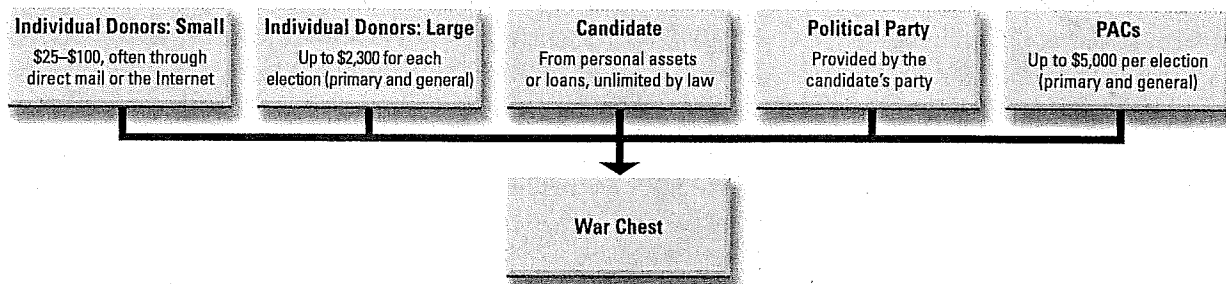 Individual Donors: Small
$25–$100, often through
direct mail or the Internet
Individual Donors: Large
Up to $2,300 for each
election (primary and general)
Candidate
From personal assets
or loans, unlimited by law
Political Party
Provided by the
candidate's party
PACs
Up to $5,000 per election
(primary and general)
War Chest